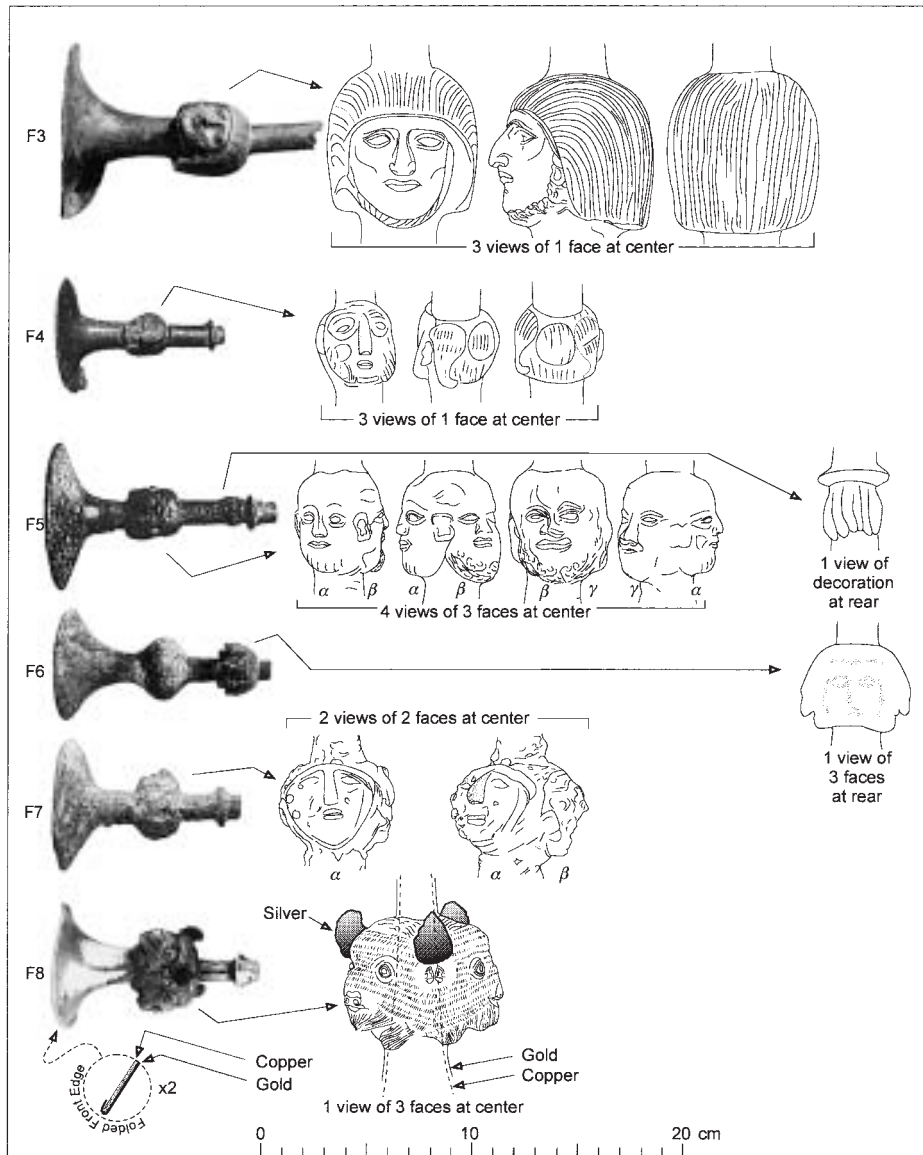 F3
3 views of 1 face at center
F4
3 views of 1 face at center
F5
α β α β β γ γ α
4 views of 3 faces at center
1 view of
decoration
at rear
F6
1 view of
3 faces
at rear
2 views of 2 faces at center
F7
α α β
Silver
F8
Gold
Copper
1 view of 3 faces at center
Copper
Gold
x2
Folded Front Edge
0 10 20 cm